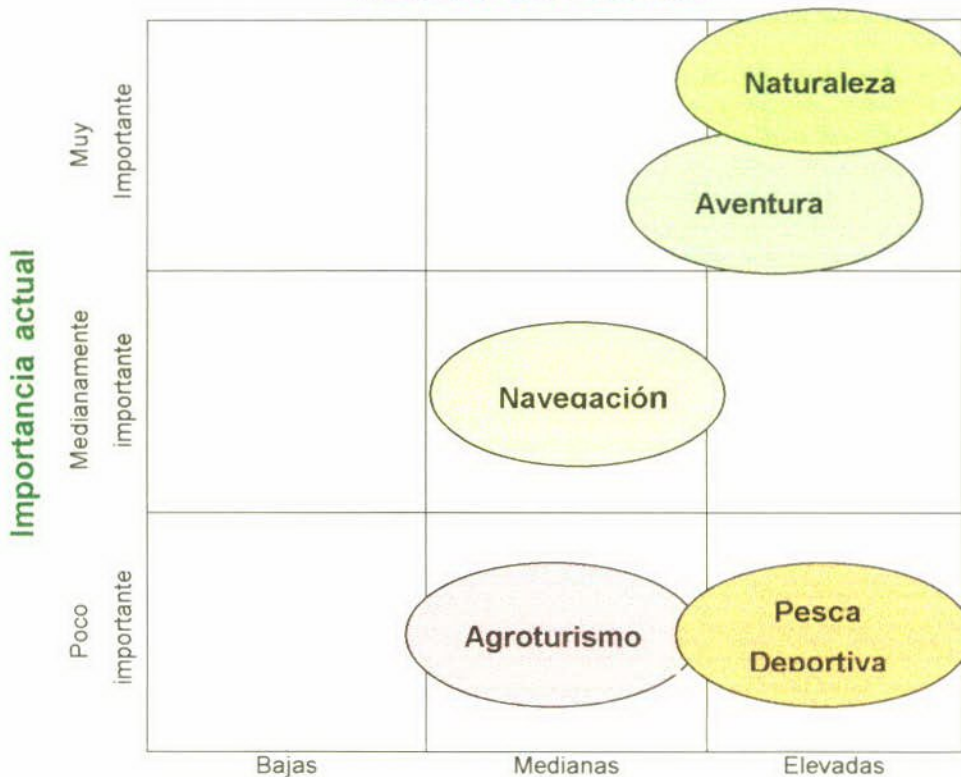 Naturaleza
Muy
Importante
Aventura
Importancia actual
Medianamente
importante
Navegación
Poco
importante
Agroturismo
Pesca
Deportiva
Bajas
Medianas
Elevadas